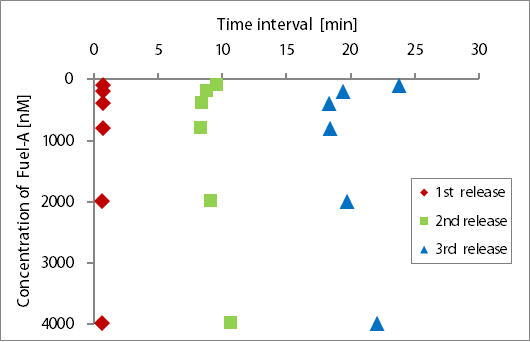 Time interval [min]
0 5 10 15 20 25 30
Concentration of Fuel-A [nM]
0
1000
2000
3000
4000
1st release
2nd release
3rd release